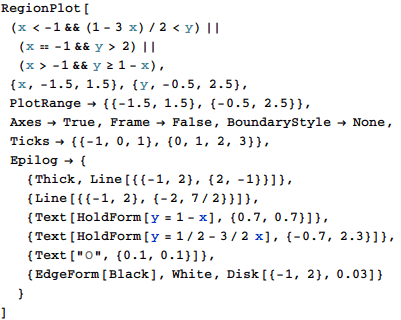 RegionPlot[
(x < -1 && (1 - 3 x) / 2 < y) ||
(x == -1 && y > 2) ||
(x > -1 && y ≥ 1 - x),
{x, -1.5, 1.5}, {y, -0.5, 2.5},
PlotRange → {{-1.5, 1.5}, {-0.5, 2.5}},
Axes → True, Frame → False, BoundaryStyle → None,
Ticks → {{-1, 0, 1}, {0, 1, 2, 3}},
Epilog → {
{Thick, Line[{{-1, 2}, {2, -1}}]},
{Line[{{-1, 2}, {-2, 7 / 2}}]},
{Text[HoldForm[y = 1 - x], {0.7, 0.7}]},
{Text[HoldForm[y = 1 / 2 - 3 / 2 x], {-0.7, 2.3}]},
{Text["O", {0.1, 0.1}]},
{EdgeForm[Black], White, Disk[{-1, 2}, 0.03]}
}
]